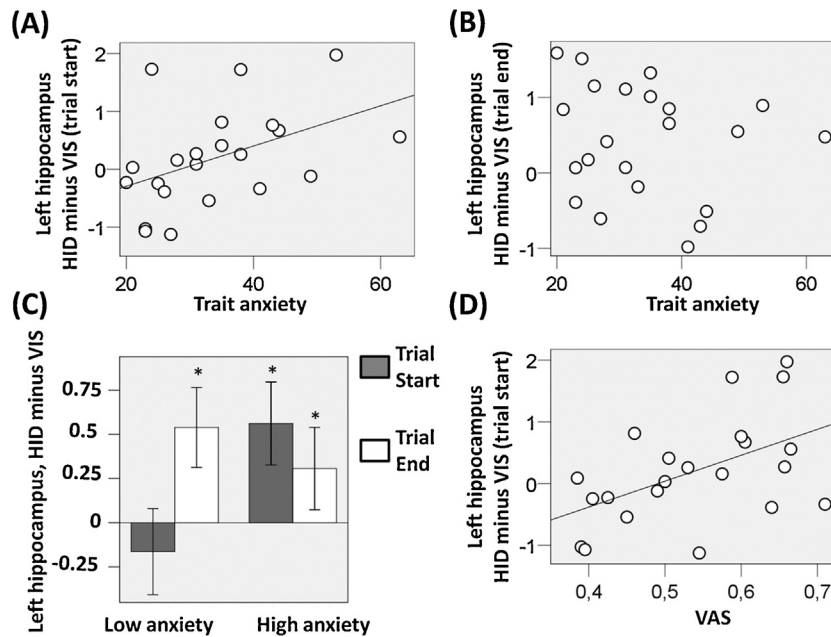 (A)
Left hippocampus
HID minus VIS (trial start)
2
1
0
-1
20
40
60
Trait anxiety
(B)
Left hippocampus
HID minus VIS (trial end)
1
0
-1
20
40
60
Trait anxiety
(C)
Left hippocampus, HID minus VIS
0.75
0.5
0.25
0
-0.25
*
*
*
Low anxiety
High anxiety
Trial
Start
Trial
End
(D)
Left hippocampus
HID minus VIS (trial start)
2
1
0
-1
0,4
0,5
0,6
0,7
VAS